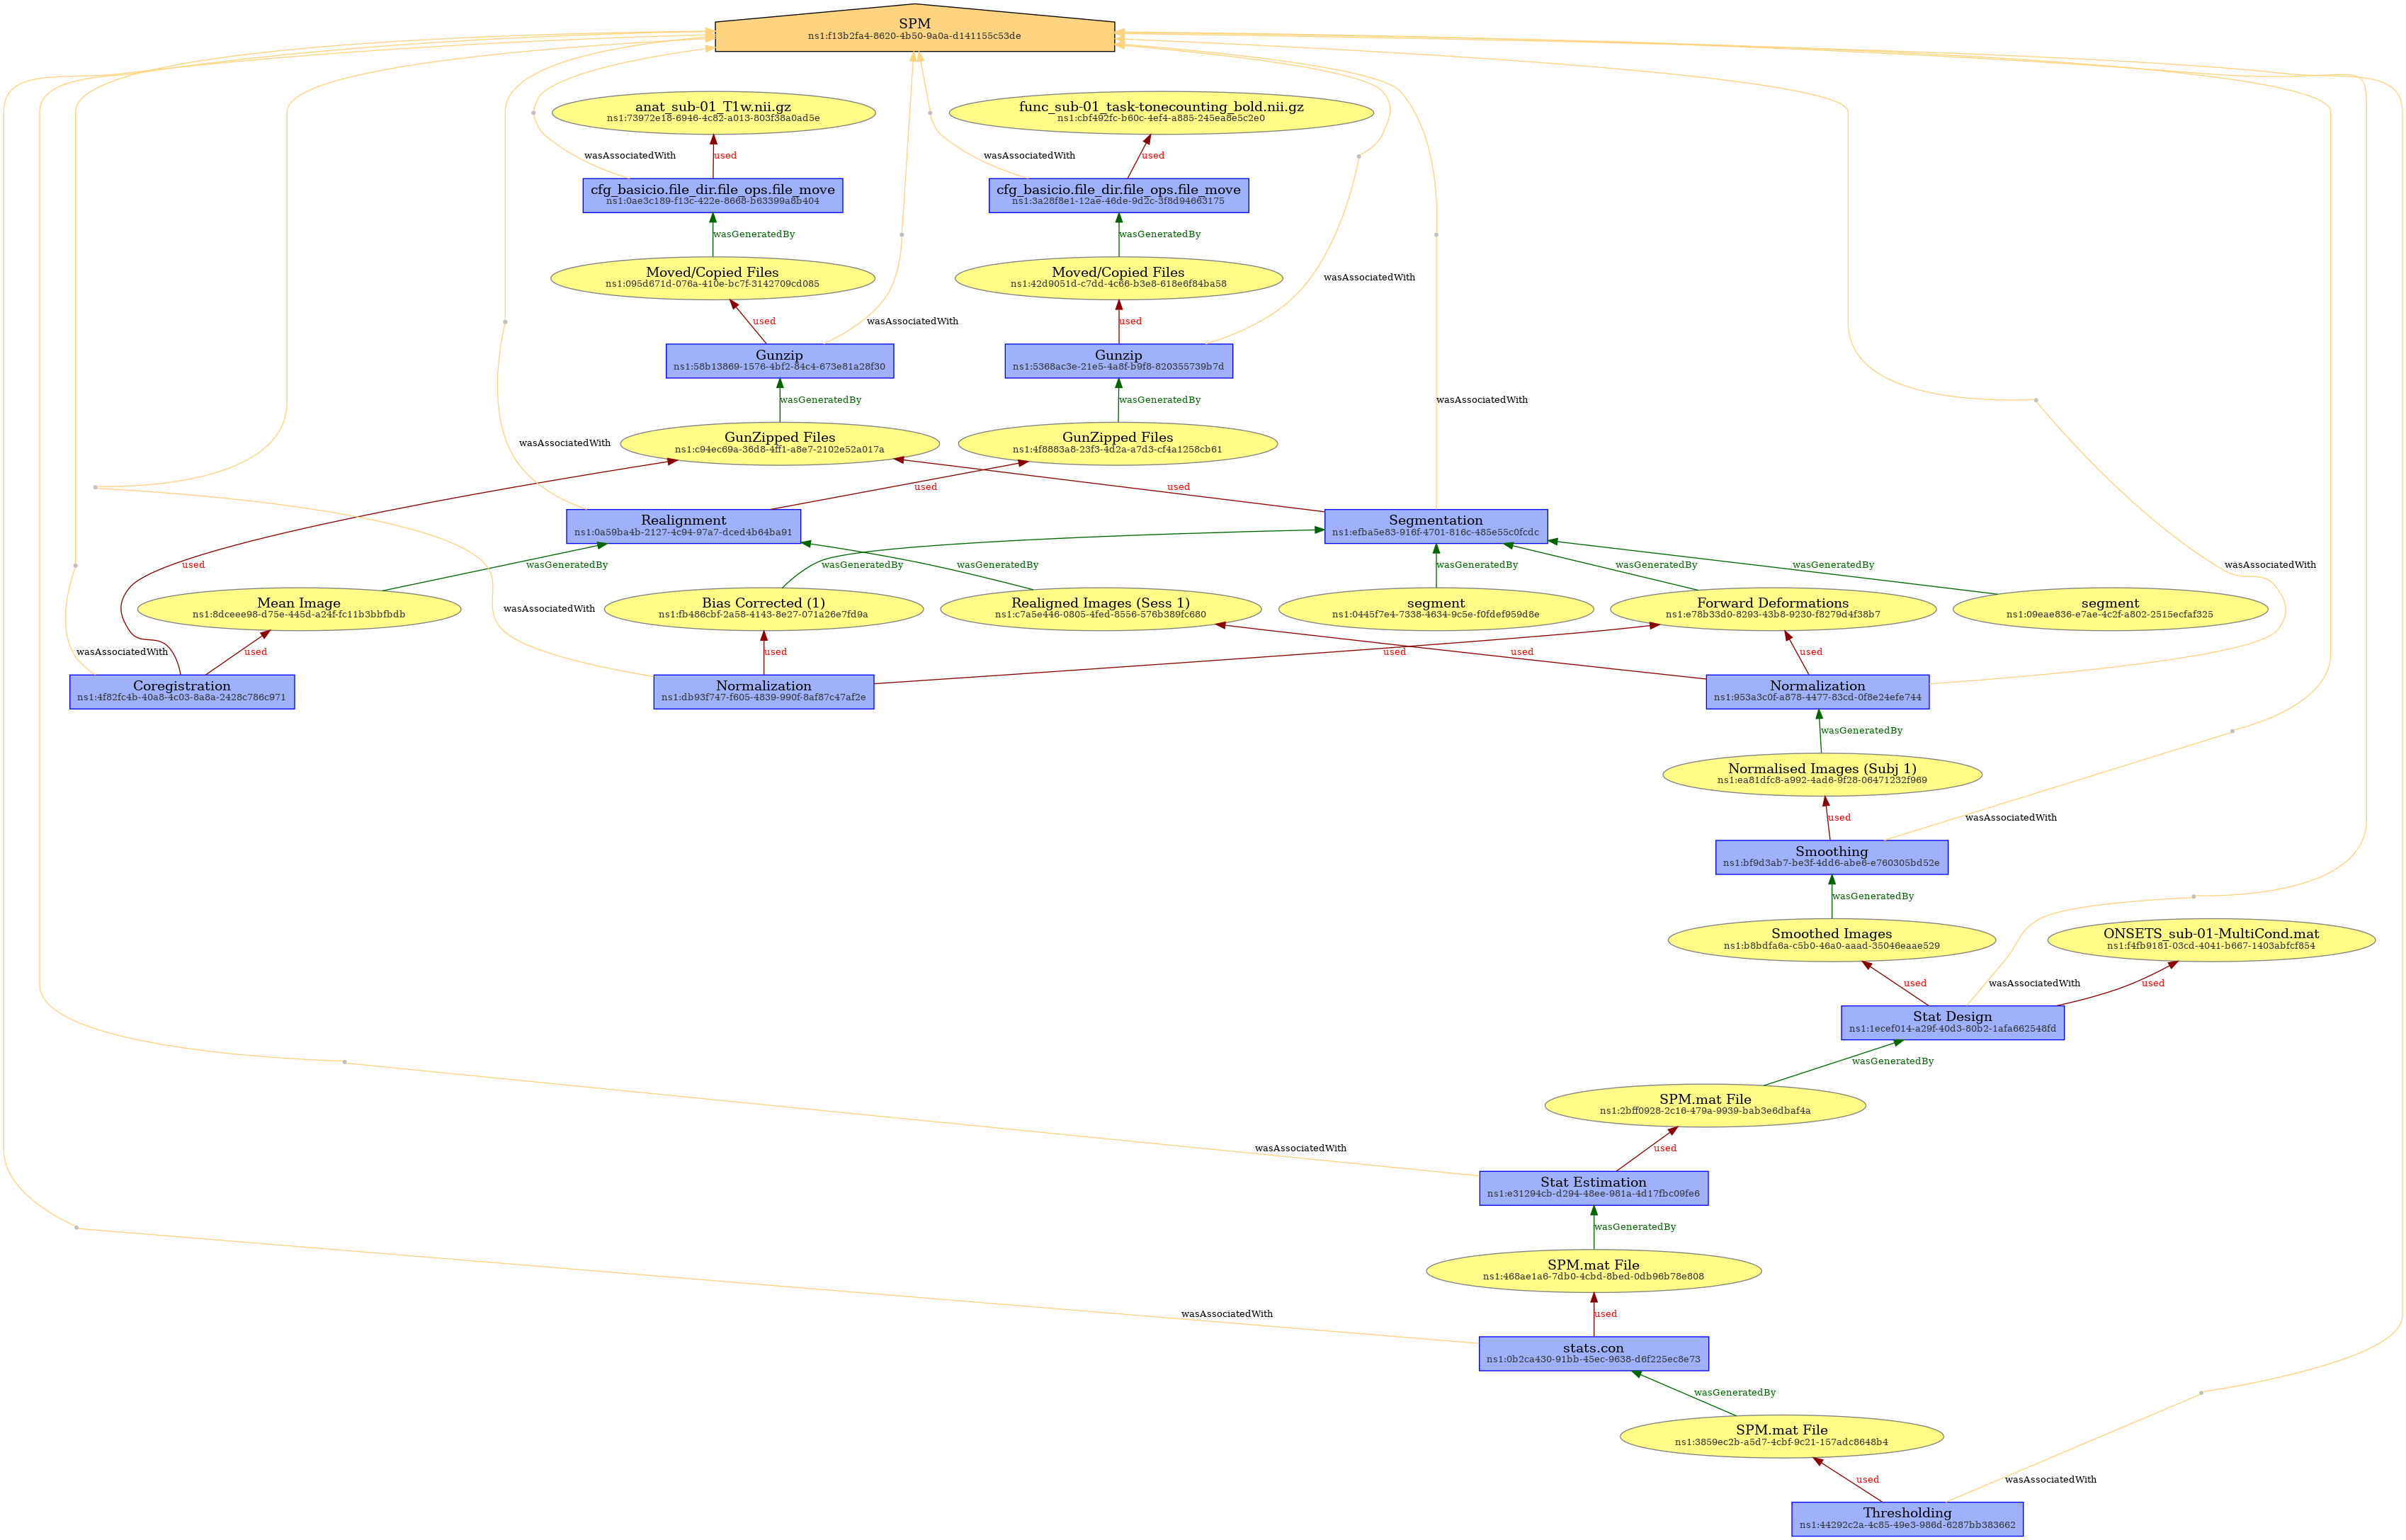 SPM
ns1:f13b2fa4-8620-4b50-9a0a-d141155c53de
anat_sub-01_T1w.nii.gz
ns1:73972e18-6946-4c82-a013-803f38a0ad5e
func_sub-01_task-tonecounting_bold.nii.gz
ns1:cbf492fc-b60c-4ef4-a885-245ea8e5c2e0
wasAssociatedWith
used
wasAssociatedWith
used
cfg_basicio.file_dir.file_ops.file_move
ns1:0ae3c189-f13c-422e-8668-b63399a8b404
cfg_basicio.file_dir.file_ops.file_move
ns1:3a28f8e1-12ae-46de-9d2c-3f8d94663175
wasGeneratedBy
wasGeneratedBy
Moved/Copied Files
ns1:095d671d-076a-410e-bc7f-3142709cd085
Moved/Copied Files
ns1:42d9051d-c7dd-4c66-b3e8-618e6f84ba58
wasAssociatedWith
used
wasAssociatedWith
used
Gunzip
ns1:58b13869-1576-4bf2-84c4-673e81a28f30
Gunzip
ns1:5368ac3e-21e5-4a8f-b9f8-820355739b7d
wasGeneratedBy
wasGeneratedBy
wasAssociatedWith
GunZipped Files
ns1:c94ec69a-36d8-4ff1-a8e7-2102e52a017a
GunZipped Files
ns1:4f8883a8-23f3-4d2a-a7d3-cf4a1258cb61
wasAssociatedWith
used
used
Realignment
ns1:0a59ba4b-2127-4c94-97a7-dced4b64ba91
Segmentation
ns1:efba5e83-916f-4701-816c-485e55c0fcdc
used
wasGeneratedBy
wasGeneratedBy
wasGeneratedBy
wasGeneratedBy
wasGeneratedBy
wasGeneratedBy
wasAssociatedWith
Mean Image
ns1:8dceee98-d75e-445d-a24f-fc11b3bbfbdb
wasAssociatedWith
Bias Corrected (1)
ns1:fb486cbf-2a58-4143-8e27-071a26e7fd9a
Realigned Images (Sess 1)
ns1:c7a5e446-0805-4fed-8556-576b389fc680
segment
ns1:0445f7e4-7338-4634-9c5e-f0fdef959d8e
Forward Deformations
ns1:e78b33d0-8293-43b8-9230-f8279d4f38b7
segment
ns1:09eae836-e7ae-4c2f-a802-2515ecfaf325
wasAssociatedWith
used
used
used
used
used
Coregistration
ns1:4f82fc4b-40a8-4c03-8a8a-2428c786c971
Normalization
ns1:db93f747-f605-4839-990f-8af87c47af2e
Normalization
ns1:953a3c0f-a878-4477-83cd-0f8e24efe744
wasGeneratedBy
Normalised Images (Subj 1)
ns1:ea81dfc8-a992-4ad6-9f28-06471232f969
used
wasAssociatedWith
Smoothing
ns1:bf9d3ab7-be3f-4dd6-abe6-e760305bd52e
wasGeneratedBy
Smoothed Images
ns1:b8bdfa6a-c5b0-46a0-aaad-35046eaae529
ONSETS_sub-01-MultiCond.mat
ns1:f4fb9181-03cd-4041-b667-1403abfcf854
used
wasAssociatedWith
used
Stat Design
ns1:1ecef014-a29f-40d3-80b2-1afa662548fd
wasGeneratedBy
SPM.mat File
ns1:2bff0928-2c16-479a-9939-bab3e6dbaf4a
wasAssociatedWith
used
Stat Estimation
ns1:e31294cb-d294-48ee-981a-4d17fbc09fe6
wasGeneratedBy
SPM.mat File
ns1:468ae1a6-7db0-4cbd-8bed-0db96b78e808
wasAssociatedWith
used
stats.con
ns1:0b2ca430-91bb-45ec-9638-d6f225ec8e73
wasGeneratedBy
SPM.mat File
ns1:3859ec2b-a5d7-4cbf-9c21-157adc8648b4
used
wasAssociatedWith
Thresholding
ns1:44292c2a-4c85-49e3-986d-6287bb383662